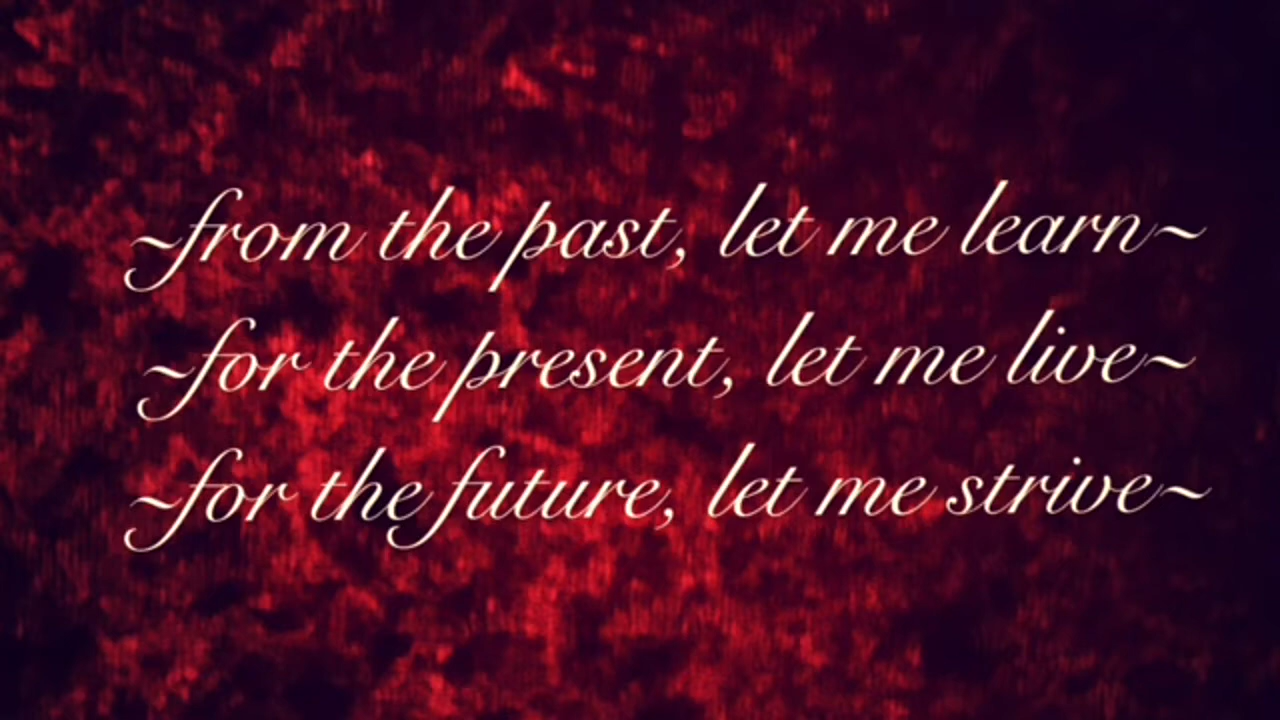 ~from the past, let me learn~
~for the present, let me live~
~for the future, let me strive~